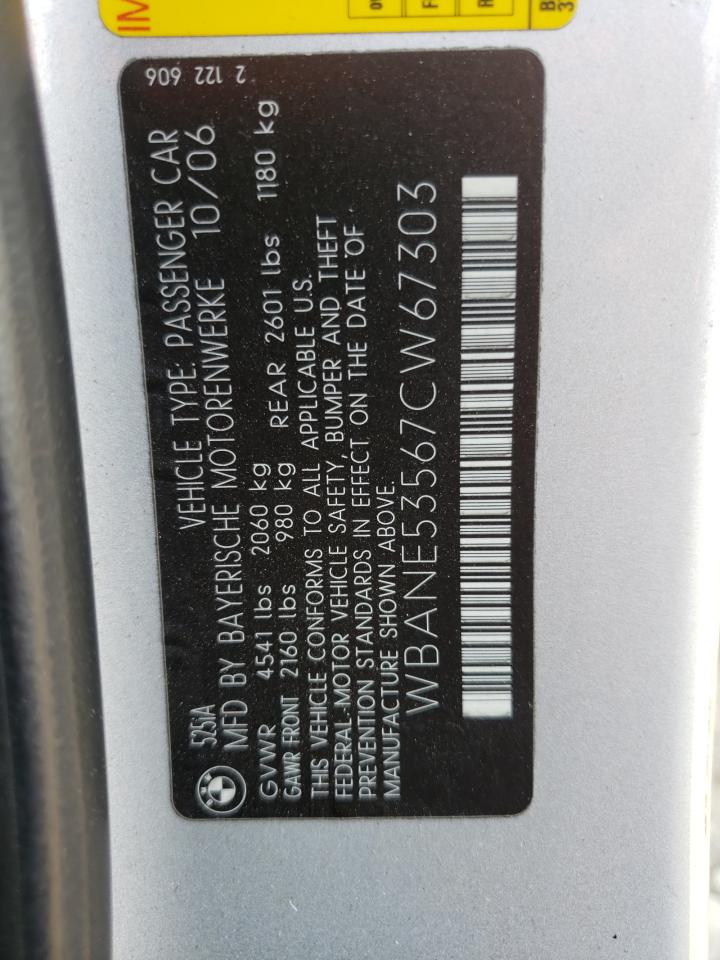 2 122 606
525iA VEHICLE TYPE: PASSENGER CAR
MFD BY BAYERISCHE MOTORENWERKE 10/06
GVWR 4541 lbs 2060 kg
GAWR FRONT 2160 lbs 980 kg REAR 2601 lbs 1180 kg
THIS VEHICLE CONFORMS TO ALL APPLICABLE U.S.
FEDERAL-MOTOR VEHICLE SAFETY, BUMPER AND THEFT
PREVENTION STANDARDS IN EFFECT ON THE DATE OF
MANUFACTURE SHOWN ABOVE.
WBANE53567CW67303
BMW
IM